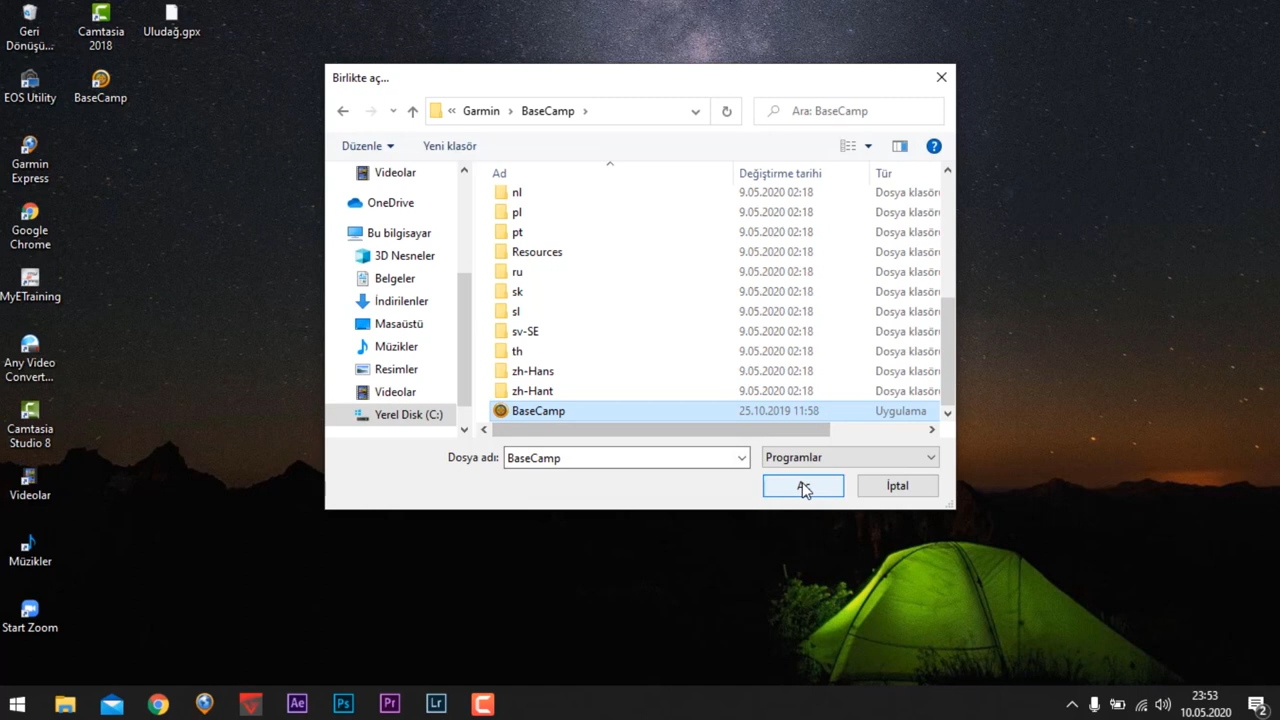 Geri
Dönüşü...
Camtasia
2018
Uludağ.gpx
EOS Utility
BaseCamp
Garmin
Express
Google
Chrome
MyETraining
Any Video
Convert...
Camtasia
Studio 8
Videolar
Müzikler
Start Zoom
Birlikte aç...
« Garmin › BaseCamp ›
Ara: BaseCamp
Düzenle
Yeni klasör
Videolar
OneDrive
Bu bilgisayar
3D Nesneler
Belgeler
İndirilenler
Masaüstü
Müzikler
Resimler
Videolar
Yerel Disk (C:)
Ad Değiştirme tarihi Tür
nl 9.05.2020 02:18 Dosya klasörü
pl 9.05.2020 02:18 Dosya klasörü
pt 9.05.2020 02:18 Dosya klasörü
Resources 9.05.2020 02:18 Dosya klasörü
ru 9.05.2020 02:18 Dosya klasörü
sk 9.05.2020 02:18 Dosya klasörü
sl 9.05.2020 02:18 Dosya klasörü
sv-SE 9.05.2020 02:18 Dosya klasörü
th 9.05.2020 02:18 Dosya klasörü
zh-Hans 9.05.2020 02:18 Dosya klasörü
zh-Hant 9.05.2020 02:18 Dosya klasörü
BaseCamp 25.10.2019 11:58 Uygulama
Dosya adı: BaseCamp Programlar
İptal
Ae Ps Pr Lr
23:53
10.05.2020
2